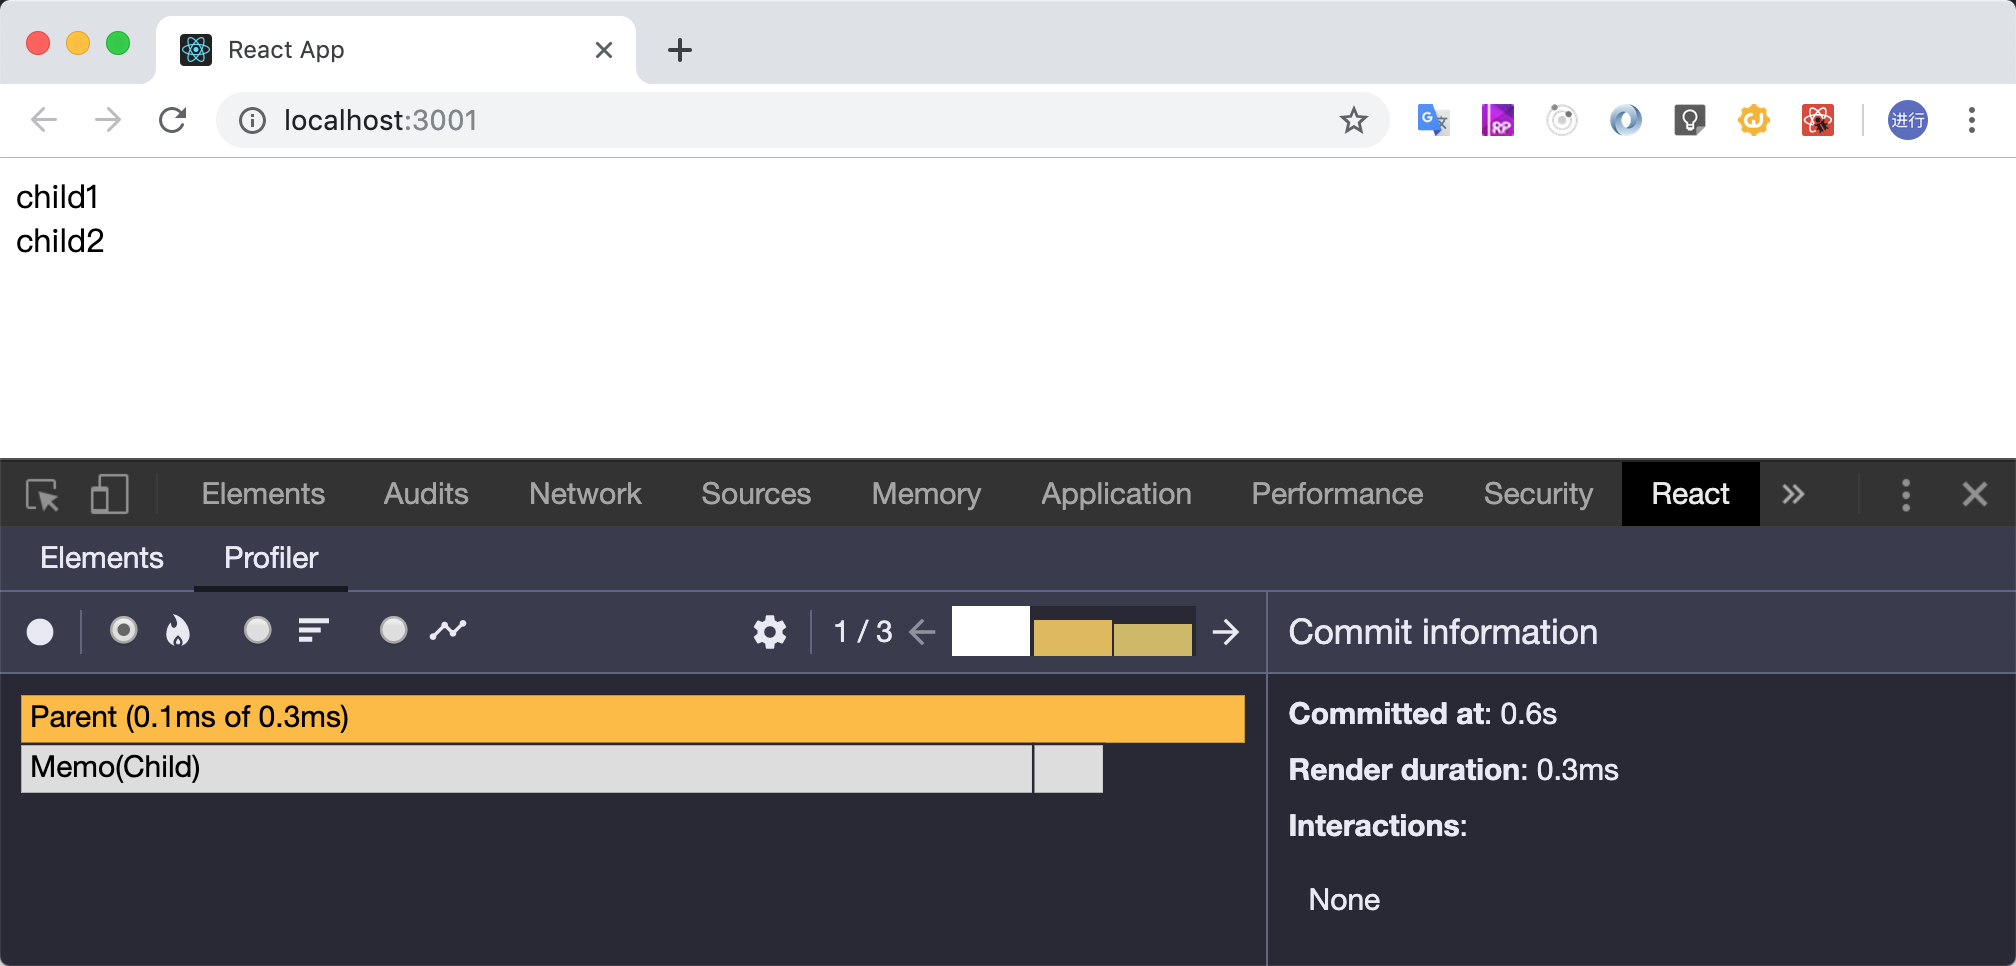 React App
localhost:3001
RP
进行
child1
child2
Elements Audits Network Sources Memory Application Performance Security React
Elements Profiler
1 / 3
Commit information
Parent (0.1ms of 0.3ms)
Memo(Child)
Committed at: 0.6s
Render duration: 0.3ms
Interactions:
None